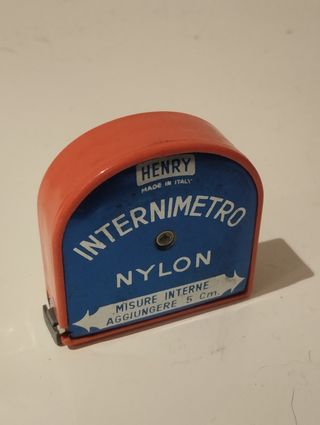 HENRY
MADE IN ITALY
INTERNIMETRO
NYLON
MISURE INTERNE
AGGIUNGERE 5 Cm.